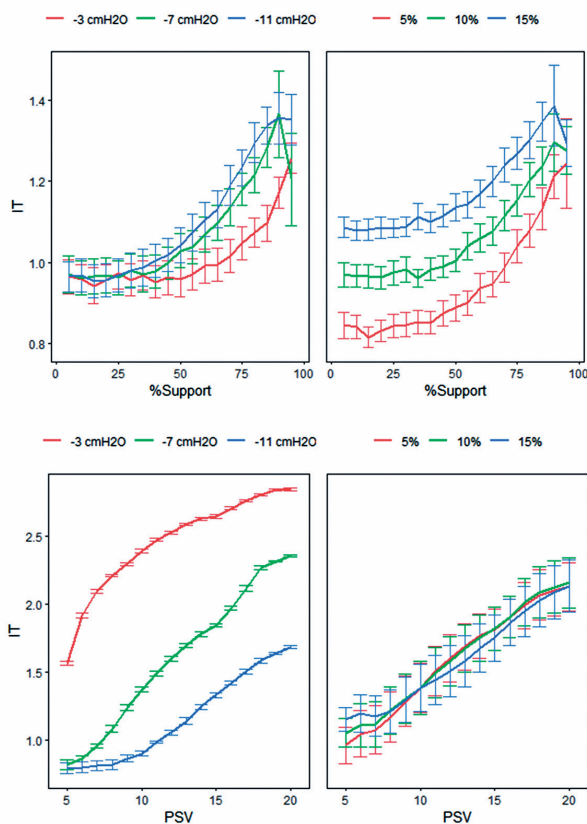 -3 cmH2O -7 cmH2O -11 cmH2O 5% 10% 15%
1.4
1.2
1.0
0.8
IT
0 25 50 75 100 0 25 50 75 100
%Support %Support
-3 cmH2O -7 cmH2O -11 cmH2O 5% 10% 15%
2.5
2.0
1.5
1.0
IT
5 10 15 20 5 10 15 20
PSV PSV